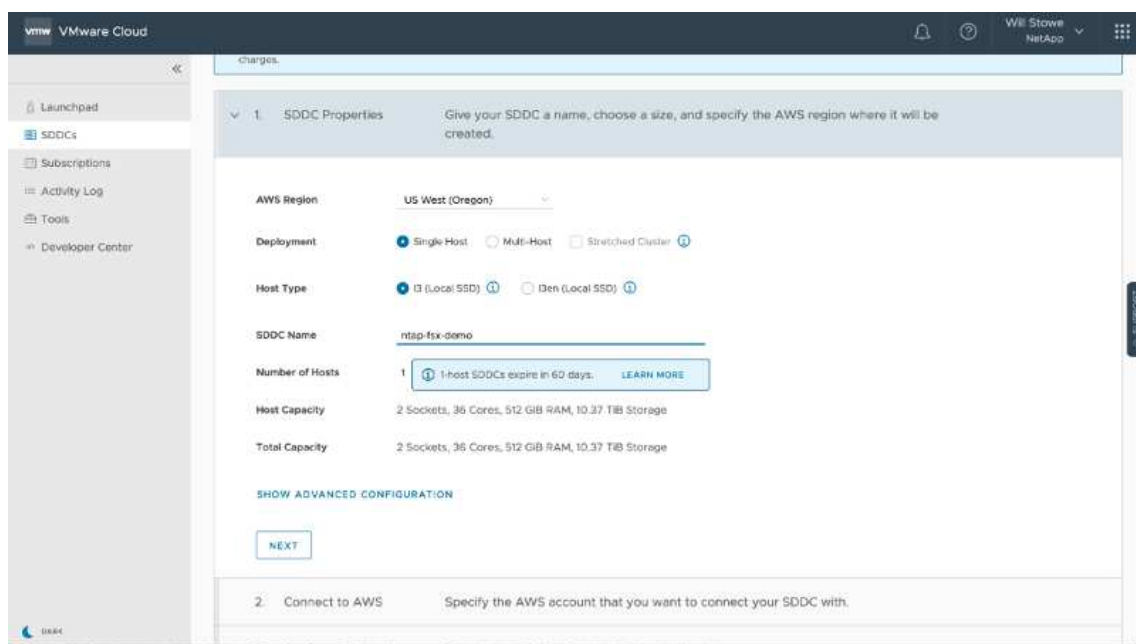 vmw VMware Cloud
Will Stowe
NetApp
charges.
Launchpad
SDDCs
Subscriptions
Activity Log
Tools
Developer Center
1. SDDC Properties Give your SDDC a name, choose a size, and specify the AWS region where it will be
created.
AWS Region US West (Oregon)
Deployment Single Host Multi-Host Stretched Cluster
Host Type I3 (Local SSD) I3en (Local SSD)
SDDC Name ntap-fsx-demo
Number of Hosts 1 1-host SDDCs expire in 60 days. LEARN MORE
Host Capacity 2 Sockets, 36 Cores, 512 GiB RAM, 10.37 TiB Storage
Total Capacity 2 Sockets, 36 Cores, 512 GiB RAM, 10.37 TiB Storage
SHOW ADVANCED CONFIGURATION
NEXT
2. Connect to AWS Specify the AWS account that you want to connect your SDDC with.
DARK